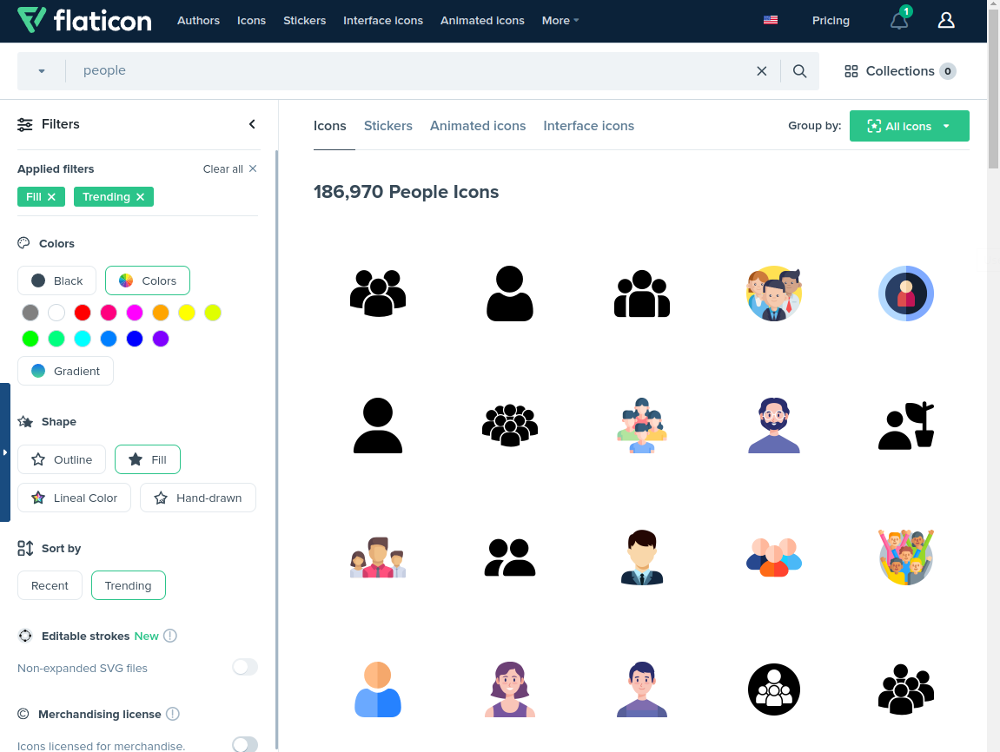 flaticon
Authors Icons Stickers Interface icons Animated icons More
Pricing
1
people
Collections 0
Filters
Icons Stickers Animated icons Interface icons
Group by: All icons
Applied filters Clear all
Fill Trending
186,970 People Icons
Colors
Black Colors
Gradient
Shape
Outline Fill
Lineal Color Hand-drawn
Sort by
Recent Trending
Editable strokes New
Non-expanded SVG files
Merchandising license
Icons licensed for merchandise.